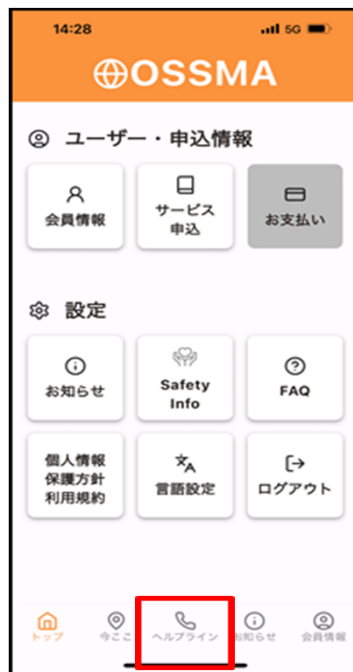 14:28
5G
OSSMA
ユーザー・申込情報
会員情報
サービス
申込
お支払い
設定
お知らせ
Safety
Info
FAQ
個人情報
保護方針
利用規約
言語設定
ログアウト
トップ
今ここ
ヘルプライン
お知らせ
会員情報